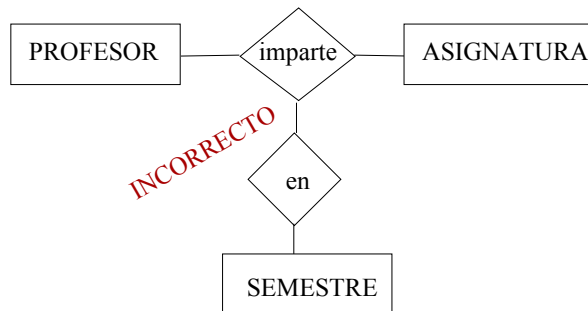 PROFESOR
imparte
ASIGNATURA
INCORRECTO
en
SEMESTRE